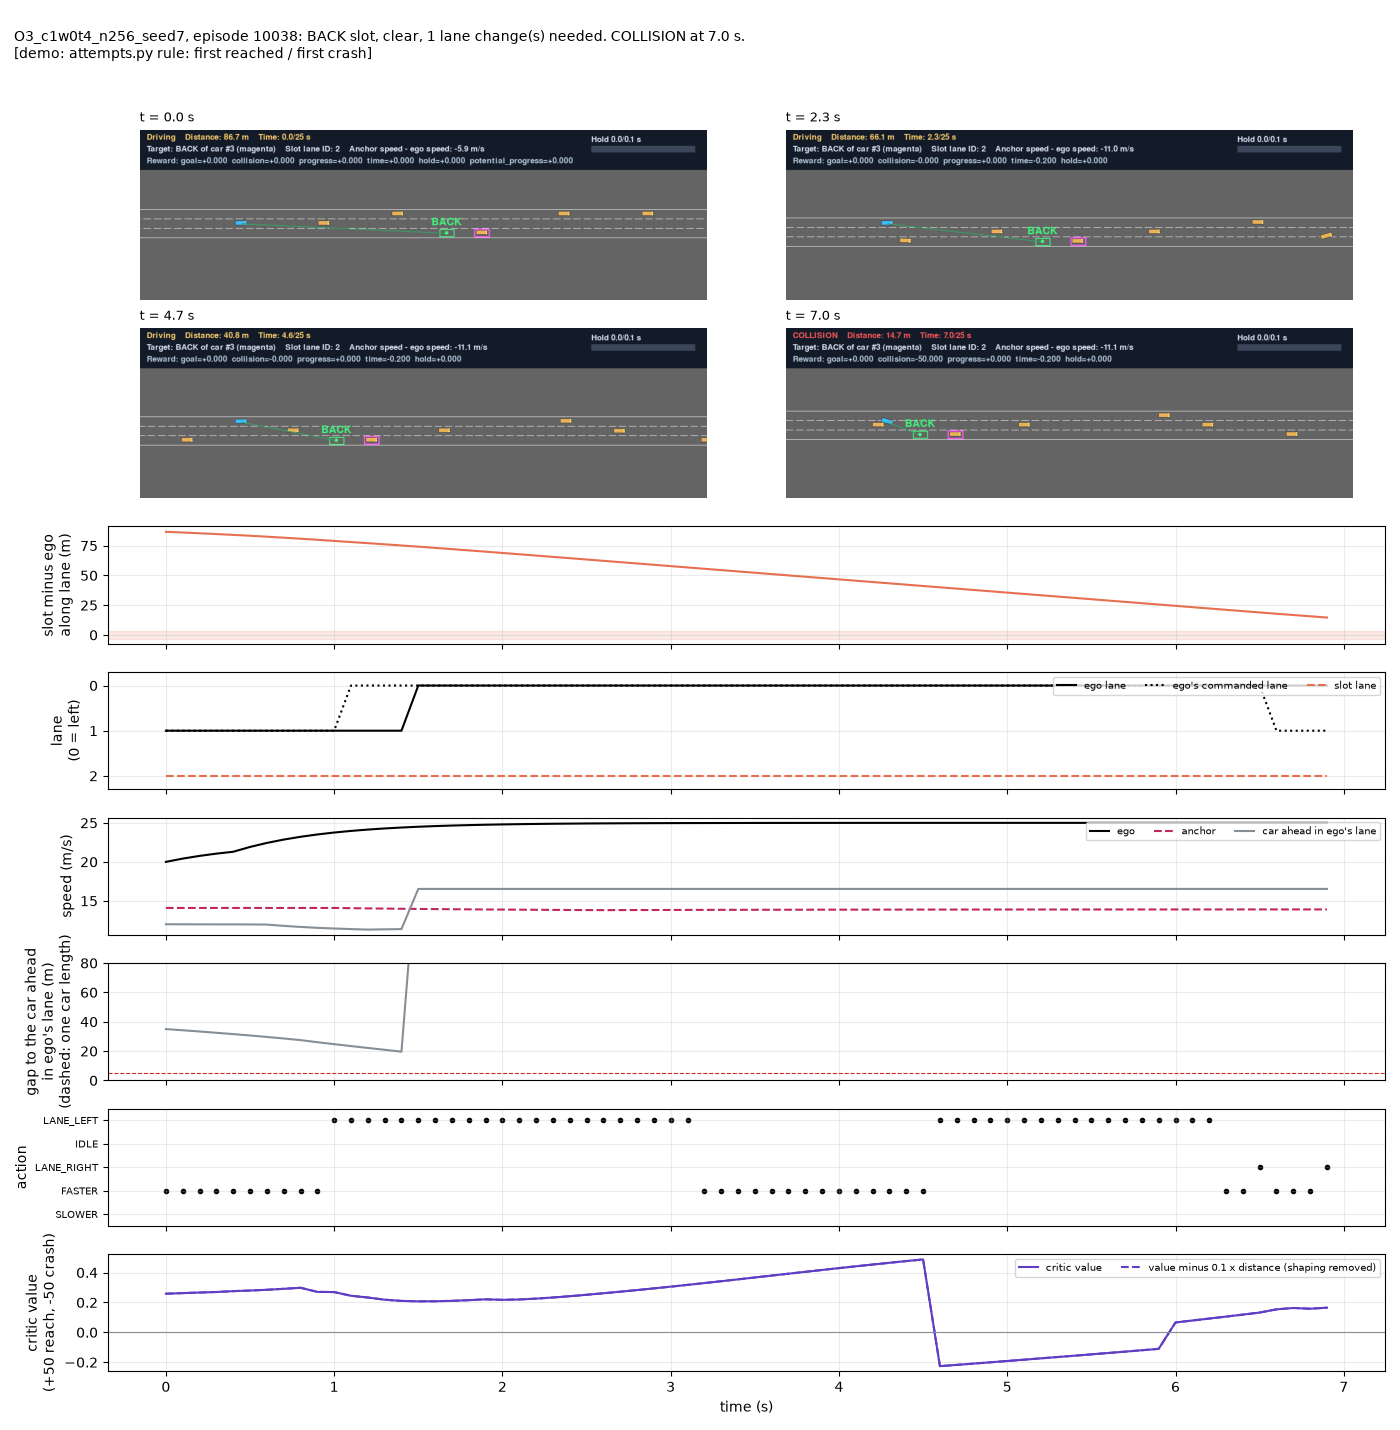 O3_c1w0t4_n256_seed7, episode 10038: BACK slot, clear, 1 lane change(s) needed. COLLISION at 7.0 s.
[demo: attempts.py rule: first reached / first crash]
t = 0.0 s
Driving Distance: 86.7 m Time: 0.0/25 s
Hold 0.0/0.1 s
Target: BACK of car #3 (magenta) Slot lane ID: 2 Anchor speed - ego speed: -5.9 m/s
Reward: goal=+0.000 collision=+0.000 progress=+0.000 time=+0.000 hold=+0.000 potential_progress=+0.000
BACK
t = 2.3 s
Driving Distance: 66.1 m Time: 2.3/25 s
Hold 0.0/0.1 s
Target: BACK of car #3 (magenta) Slot lane ID: 2 Anchor speed - ego speed: -11.0 m/s
Reward: goal=+0.000 collision=-0.000 progress=+0.000 time=-0.200 hold=+0.000
BACK
t = 4.7 s
Driving Distance: 40.8 m Time: 4.6/25 s
Hold 0.0/0.1 s
Target: BACK of car #3 (magenta) Slot lane ID: 2 Anchor speed - ego speed: -11.1 m/s
Reward: goal=+0.000 collision=-0.000 progress=+0.000 time=-0.200 hold=+0.000
BACK
t = 7.0 s
COLLISION Distance: 14.7 m Time: 7.0/25 s
Hold 0.0/0.1 s
Target: BACK of car #3 (magenta) Slot lane ID: 2 Anchor speed - ego speed: -11.1 m/s
Reward: goal=+0.000 collision=-50.000 progress=+0.000 time=-0.200 hold=+0.000
BACK
slot minus ego
along lane (m)
75
50
25
0
lane
(0 = left)
0
1
2
ego lane ego's commanded lane slot lane
speed (m/s)
25
20
15
ego anchor car ahead in ego's lane
gap to the car ahead
in ego's lane (m)
(dashed: one car length)
80
60
40
20
0
action
LANE_LEFT
IDLE
LANE_RIGHT
FASTER
SLOWER
critic value
(+50 reach, -50 crash)
0.4
0.2
0.0
−0.2
critic value value minus 0.1 x distance (shaping removed)
0 1 2 3 4 5 6 7
time (s)